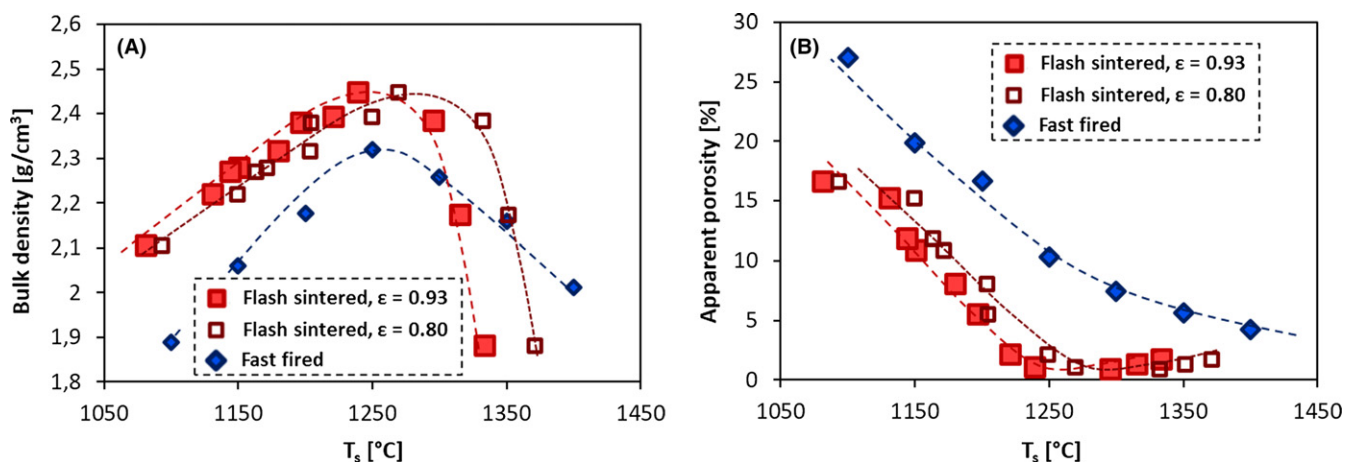 (A)
Bulk density [g/cm³]
2,6
2,5
2,4
2,3
2,2
2,1
2
1,9
1,8
Flash sintered, ε = 0.93
Flash sintered, ε = 0.80
Fast fired
1050 1150 1250 1350 1450
Tₛ [°C]
(B)
Apparent porosity [%]
30
25
20
15
10
5
0
Flash sintered, ε = 0.93
Flash sintered, ε = 0.80
Fast fired
1050 1150 1250 1350 1450
Tₛ [°C]